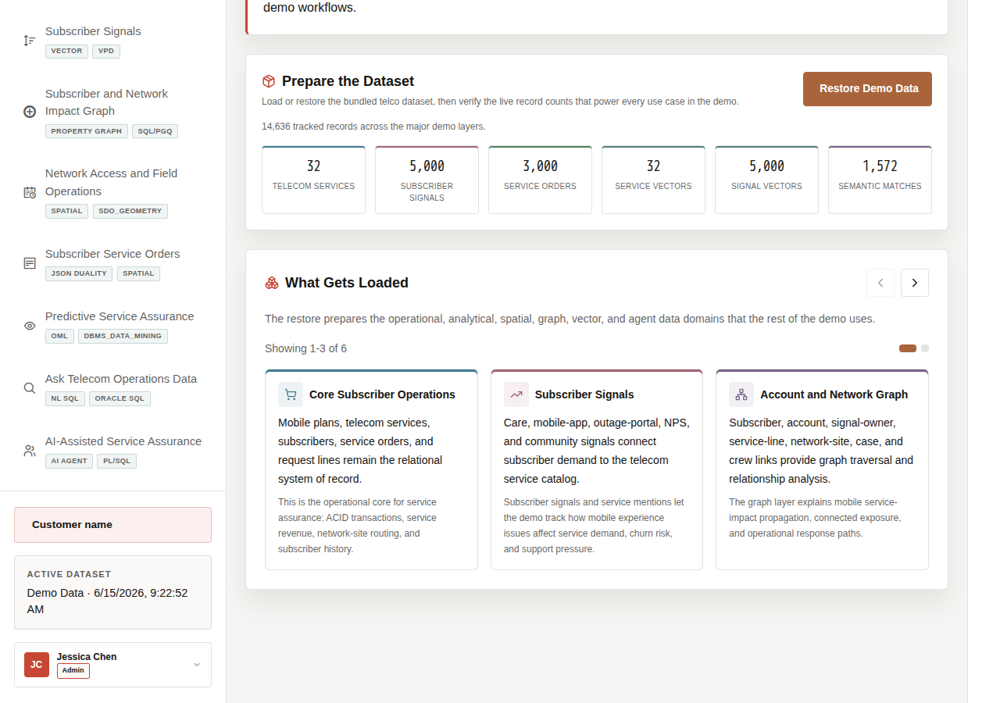 Subscriber Signals
VECTOR VPD
Subscriber and Network
Impact Graph
PROPERTY GRAPH SQL/PGQ
Network Access and Field
Operations
SPATIAL SDO_GEOMETRY
Subscriber Service Orders
JSON DUALITY SPATIAL
Predictive Service Assurance
OML DBMS_DATA_MINING
Ask Telecom Operations Data
NL SQL ORACLE SQL
AI-Assisted Service Assurance
AI AGENT PL/SQL
Customer name
ACTIVE DATASET
Demo Data · 6/15/2026, 9:22:52
AM
JC
Jessica Chen
Admin
demo workflows.
Prepare the Dataset
Load or restore the bundled telco dataset, then verify the live record counts that power every use case in the demo.
Restore Demo Data
14,636 tracked records across the major demo layers.
32
TELECOM SERVICES
5,000
SUBSCRIBER
SIGNALS
3,000
SERVICE ORDERS
32
SERVICE VECTORS
5,000
SIGNAL VECTORS
1,572
SEMANTIC MATCHES
What Gets Loaded
The restore prepares the operational, analytical, spatial, graph, vector, and agent data domains that the rest of the demo uses.
Showing 1-3 of 6
Core Subscriber Operations
Mobile plans, telecom services,
subscribers, service orders, and
request lines remain the relational
system of record.
This is the operational core for service
assurance: ACID transactions, service
revenue, network-site routing, and
subscriber history.
Subscriber Signals
Care, mobile-app, outage-portal, NPS,
and community signals connect
subscriber demand to the telecom
service catalog.
Subscriber signals and service mentions let
the demo track how mobile experience
issues affect service demand, churn risk,
and support pressure.
Account and Network Graph
Subscriber, account, signal-owner,
service-line, network-site, case, and
crew links provide graph traversal and
relationship analysis.
The graph layer explains mobile service-
impact propagation, connected exposure,
and operational response paths.